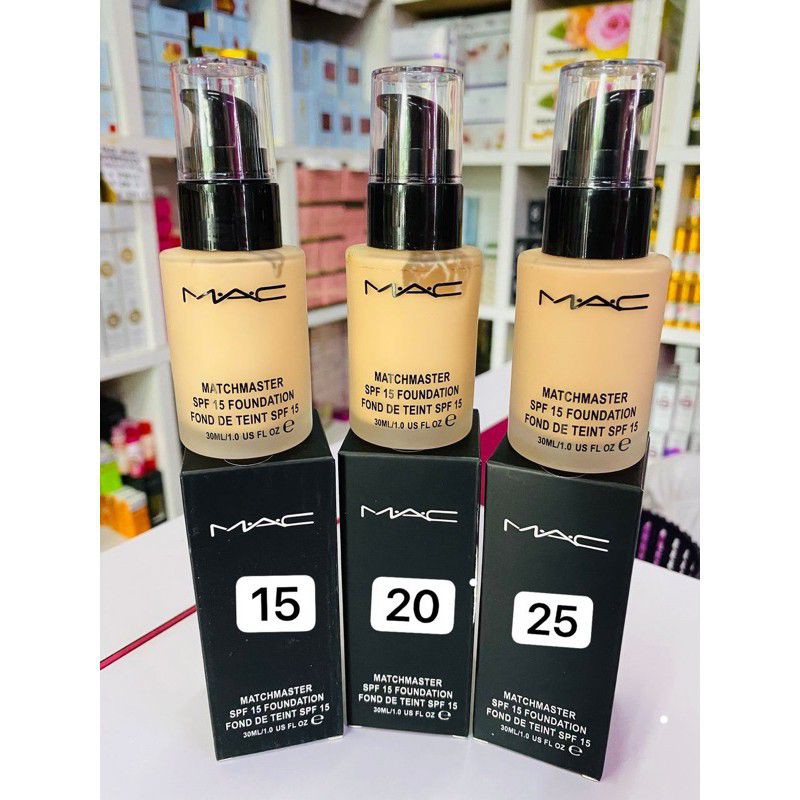 M·A·C
MATCHMASTER
SPF 15 FOUNDATION
FOND DE TEINT SPF 15
30ML/1.0 US FL OZ ℮
M·A·C
MATCHMASTER
SPF 15 FOUNDATION
FOND DE TEINT SPF 15
30ML/1.0 US FL OZ ℮
M·A·C
MATCHMASTER
SPF 15 FOUNDATION
FOND DE TEINT SPF 15
30ML/1.0 US FL OZ ℮
M·A·C
15
MATCHMASTER
SPF 15 FOUNDATION
FOND DE TEINT SPF 15
30ML/1.0 US FL OZ ℮
M·A·C
20
MATCHMASTER
SPF 15 FOUNDATION
FOND DE TEINT SPF 15
30ML/1.0 US FL OZ ℮
M·A·C
25
MATCHMASTER
SPF 15 FOUNDATION
FOND DE TEINT SPF 15
30ML/1.0 US FL OZ ℮